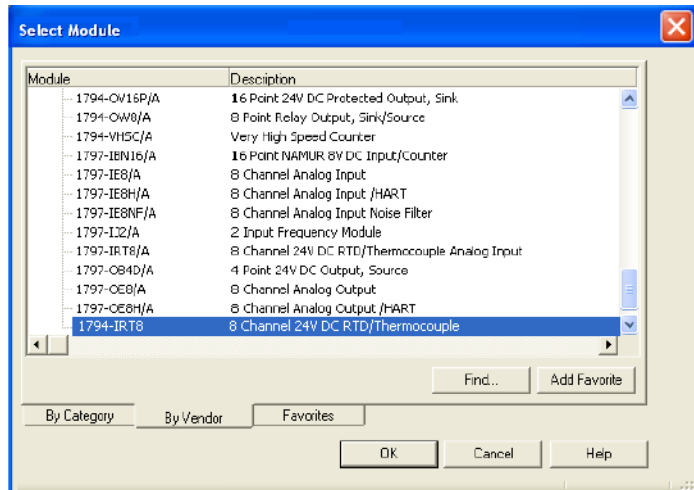 Select Module
Module Description
1794-OV16P/A 16 Point 24V DC Protected Output, Sink
1794-OW8/A 8 Point Relay Output, Sink/Source
1794-VHSC/A Very High Speed Counter
1797-IBN16/A 16 Point NAMUR 8V DC Input/Counter
1797-IE8/A 8 Channel Analog Input
1797-IE8H/A 8 Channel Analog Input /HART
1797-IE8NF/A 8 Channel Analog Input Noise Filter
1797-IJ2/A 2 Input Frequency Module
1797-IRT8/A 8 Channel 24V DC RTD/Thermocouple Analog Input
1797-OB4D/A 4 Point 24V DC Output, Source
1797-OE8/A 8 Channel Analog Output
1797-OE8H/A 8 Channel Analog Output /HART
1794-IRT8 8 Channel 24V DC RTD/Thermocouple
Find... Add Favorite
By Category By Vendor Favorites
OK Cancel Help